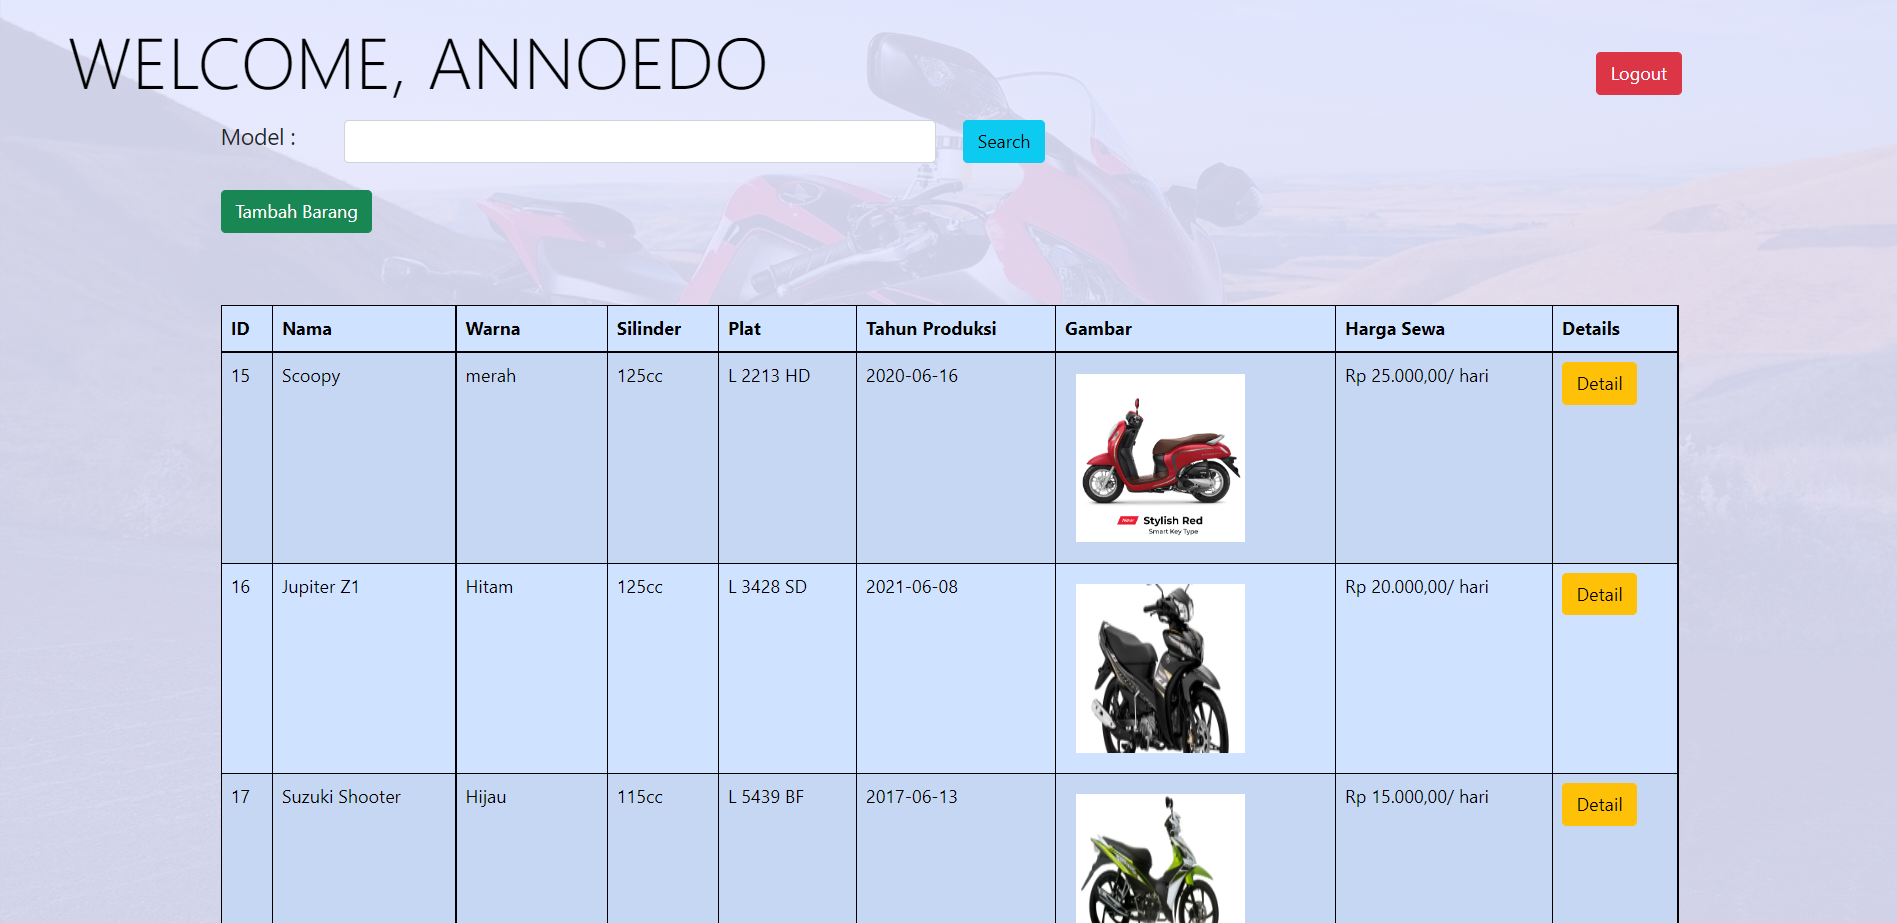 WELCOME, ANNOEDO
Logout
Model :
Search
Tambah Barang
ID Nama Warna Silinder Plat Tahun Produksi Gambar Harga Sewa Details
15 Scoopy merah 125cc L 2213 HD 2020-06-16 Rp 25.000,00/ hari Detail
New Stylish Red
Smart Key Type
16 Jupiter Z1 Hitam 125cc L 3428 SD 2021-06-08 Rp 20.000,00/ hari Detail
17 Suzuki Shooter Hijau 115cc L 5439 BF 2017-06-13 Rp 15.000,00/ hari Detail